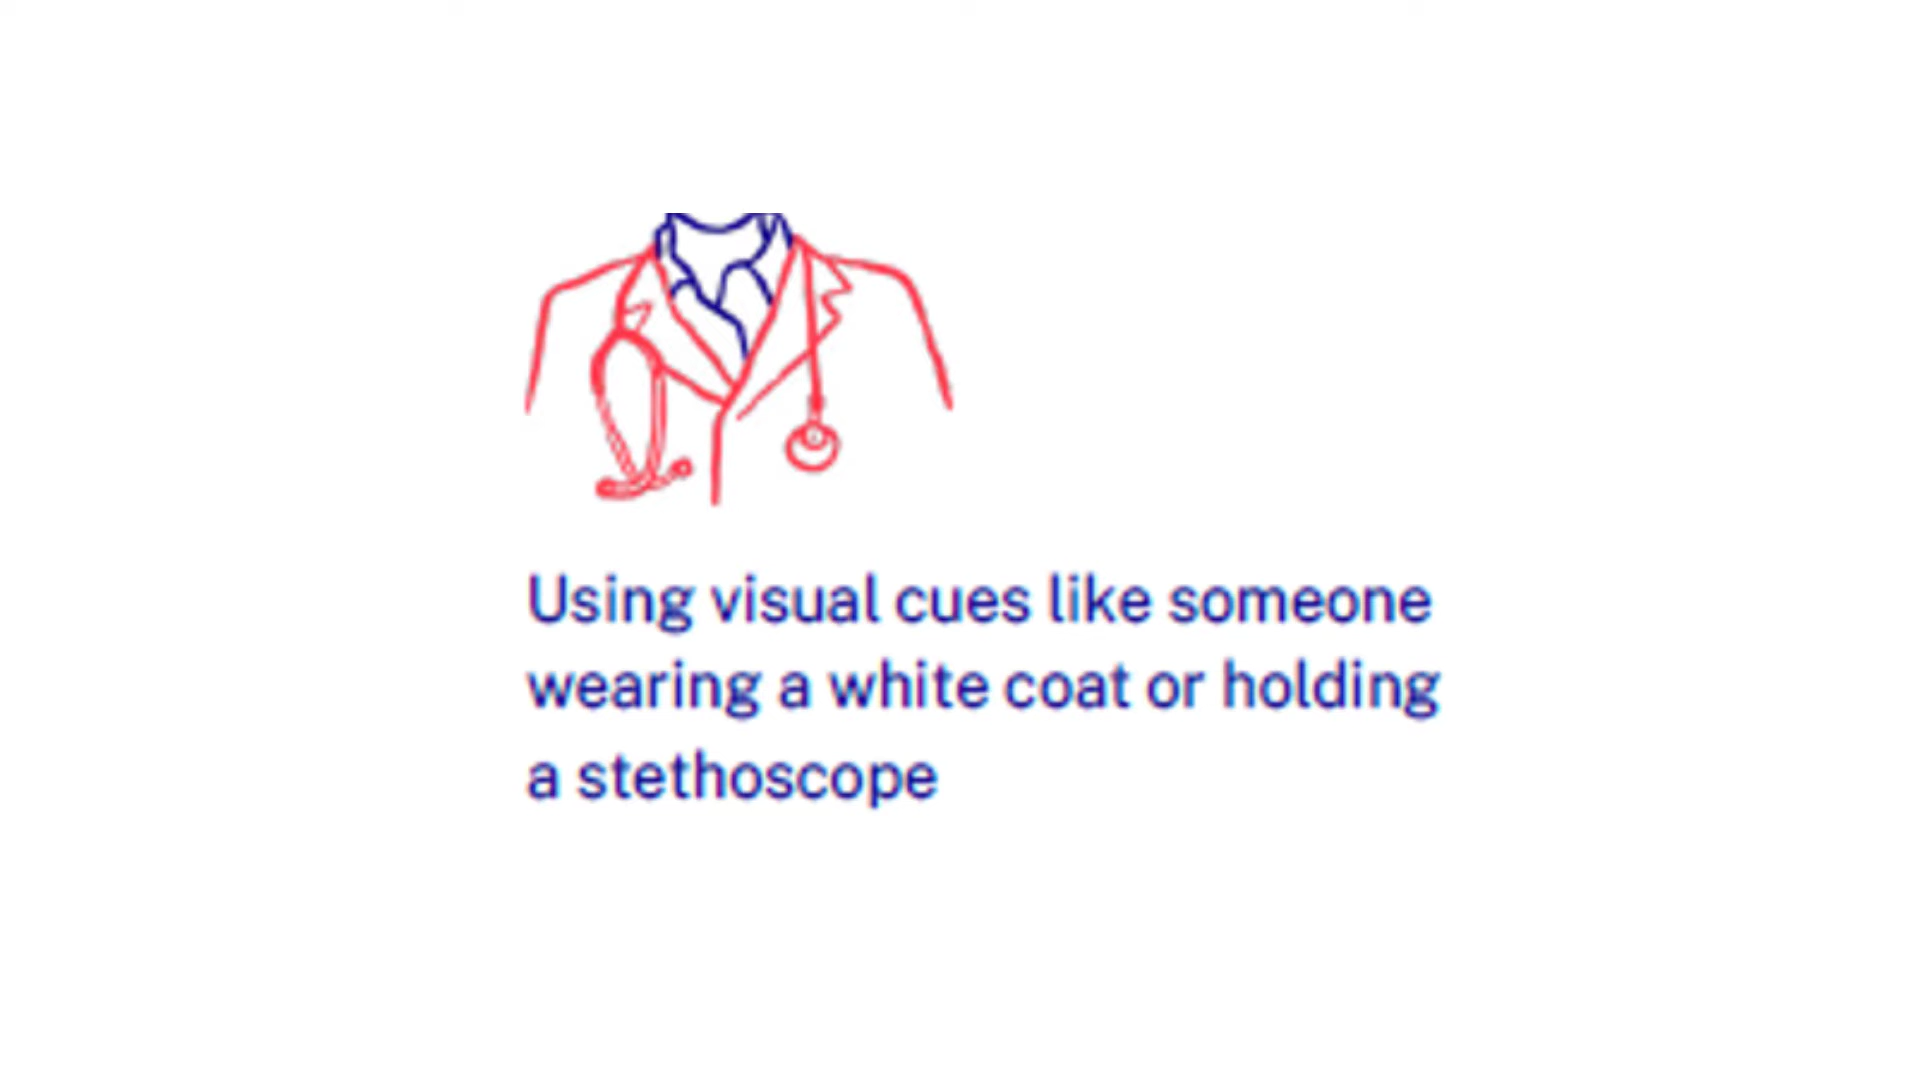 Using visual cues like someone
wearing a white coat or holding
a stethoscope